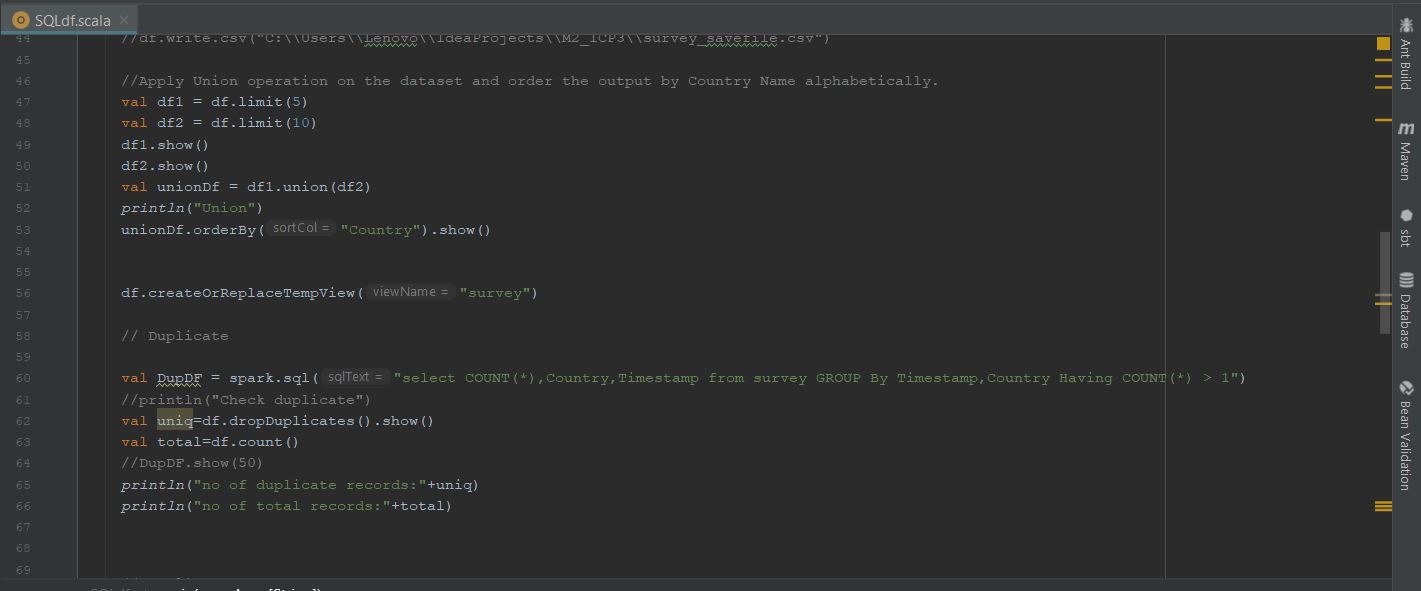 SQLdf.scala
44 //df.write.csv("C:\\Users\\Lenovo\\IdeaProjects\\M2_ICP3\\survey_savefile.csv")
45
46 //Apply Union operation on the dataset and order the output by Country Name alphabetically.
47 val df1 = df.limit(5)
48 val df2 = df.limit(10)
49 df1.show()
50 df2.show()
51 val unionDf = df1.union(df2)
52 println("Union")
53 unionDf.orderBy( sortCol = "Country").show()
54
55
56 df.createOrReplaceTempView( viewName = "survey")
57
58 // Duplicate
59
60 val DupDF = spark.sql( sqlText = "select COUNT(*),Country,Timestamp from survey GROUP By Timestamp,Country Having COUNT(*) > 1")
61 //println("Check duplicate")
62 val uniq=df.dropDuplicates().show()
63 val total=df.count()
64 //DupDF.show(50)
65 println("no of duplicate records:"+uniq)
66 println("no of total records:"+total)
67
68
69
Ant Build
m Maven
sbt
Database
Bean Validation